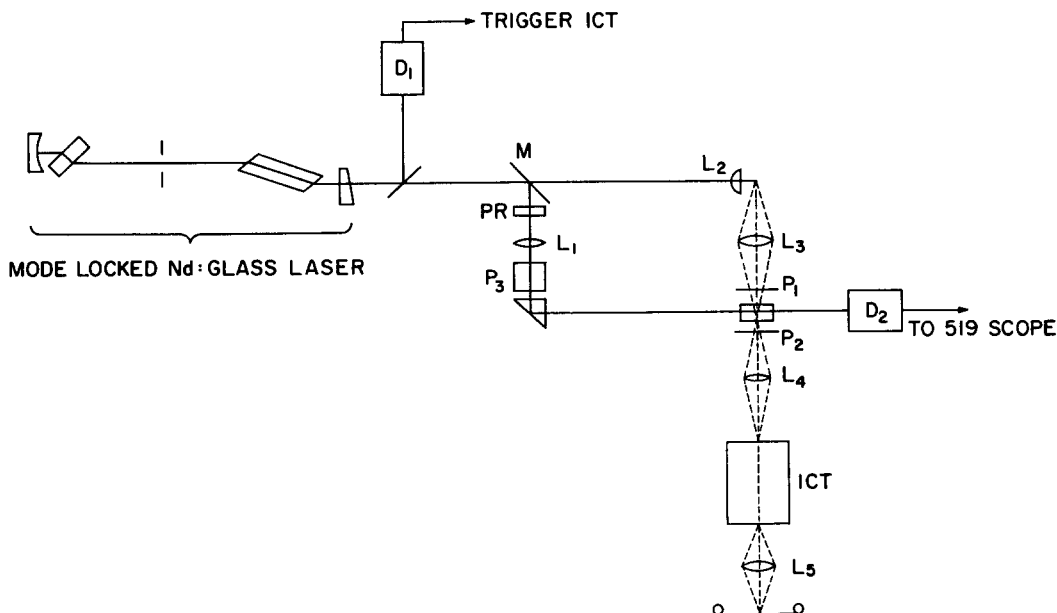 TRIGGER ICT
D₁
M
L₂
PR
L₁
L₃
MODE LOCKED Nd: GLASS LASER
P₃
P₁
D₂
TO 519 SCOPE
P₂
L₄
ICT
L₅